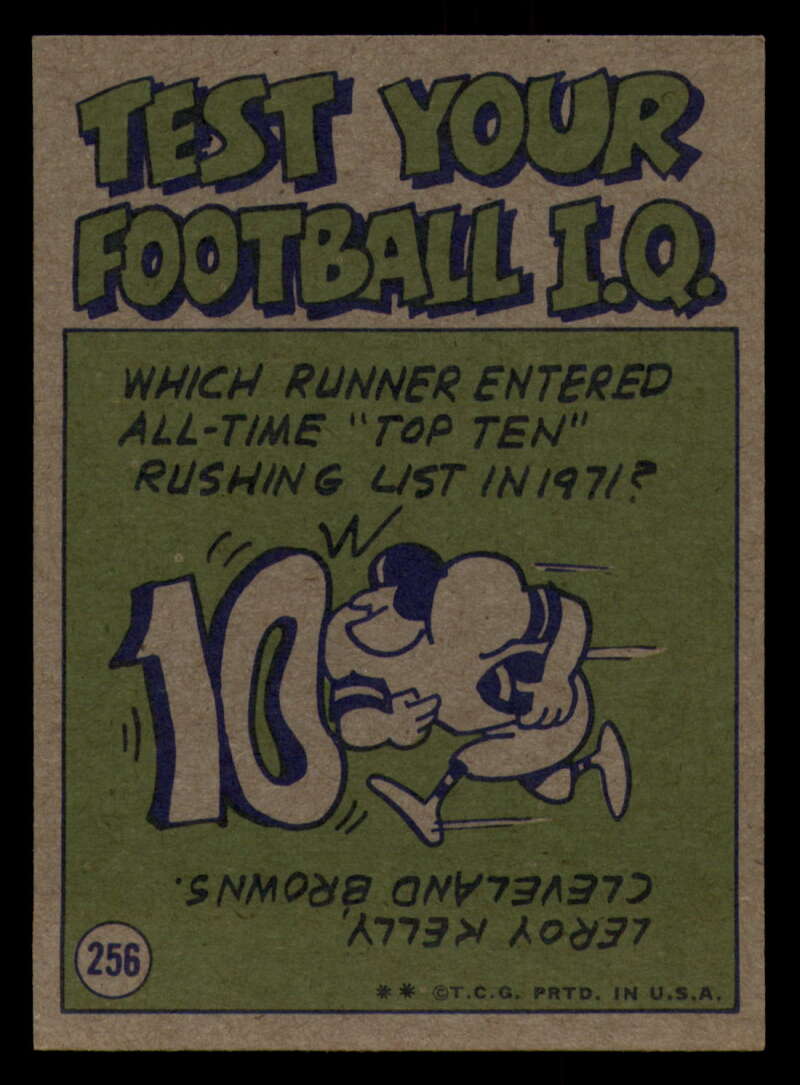 TEST YOUR
FOOTBALL I.Q.
WHICH RUNNER ENTERED
ALL-TIME "TOP TEN"
RUSHING LIST IN 1971?
10
LEROY KELLY,
CLEVELAND BROWNS.
256
** ©T.C.G. PRTD. IN U.S.A.